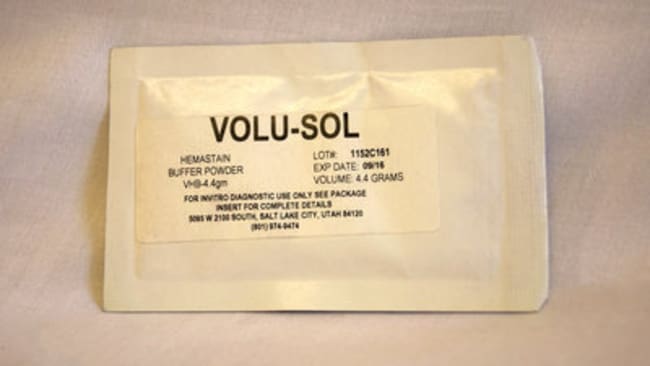 VOLU-SOL
HEMASTAIN
BUFFER POWDER
VHB-4.4gm
LOT#: 1152C161
EXP DATE: 09/16
VOLUME: 4.4 GRAMS
FOR INVITRO DIAGNOSTIC USE ONLY SEE PACKAGE
INSERT FOR COMPLETE DETAILS
5095 W 2100 SOUTH, SALT LAKE CITY, UTAH 84120
(801) 974-9474